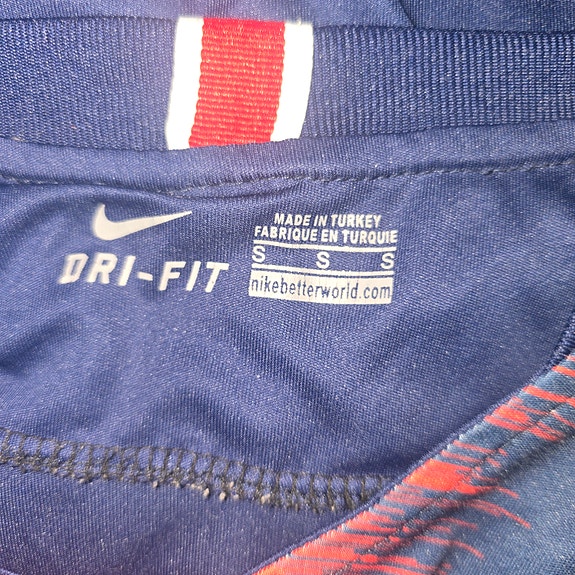 MADE IN TURKEY
FABRIQUE EN TURQUIE
S S S
DRI-FIT
nikebetterworld.com